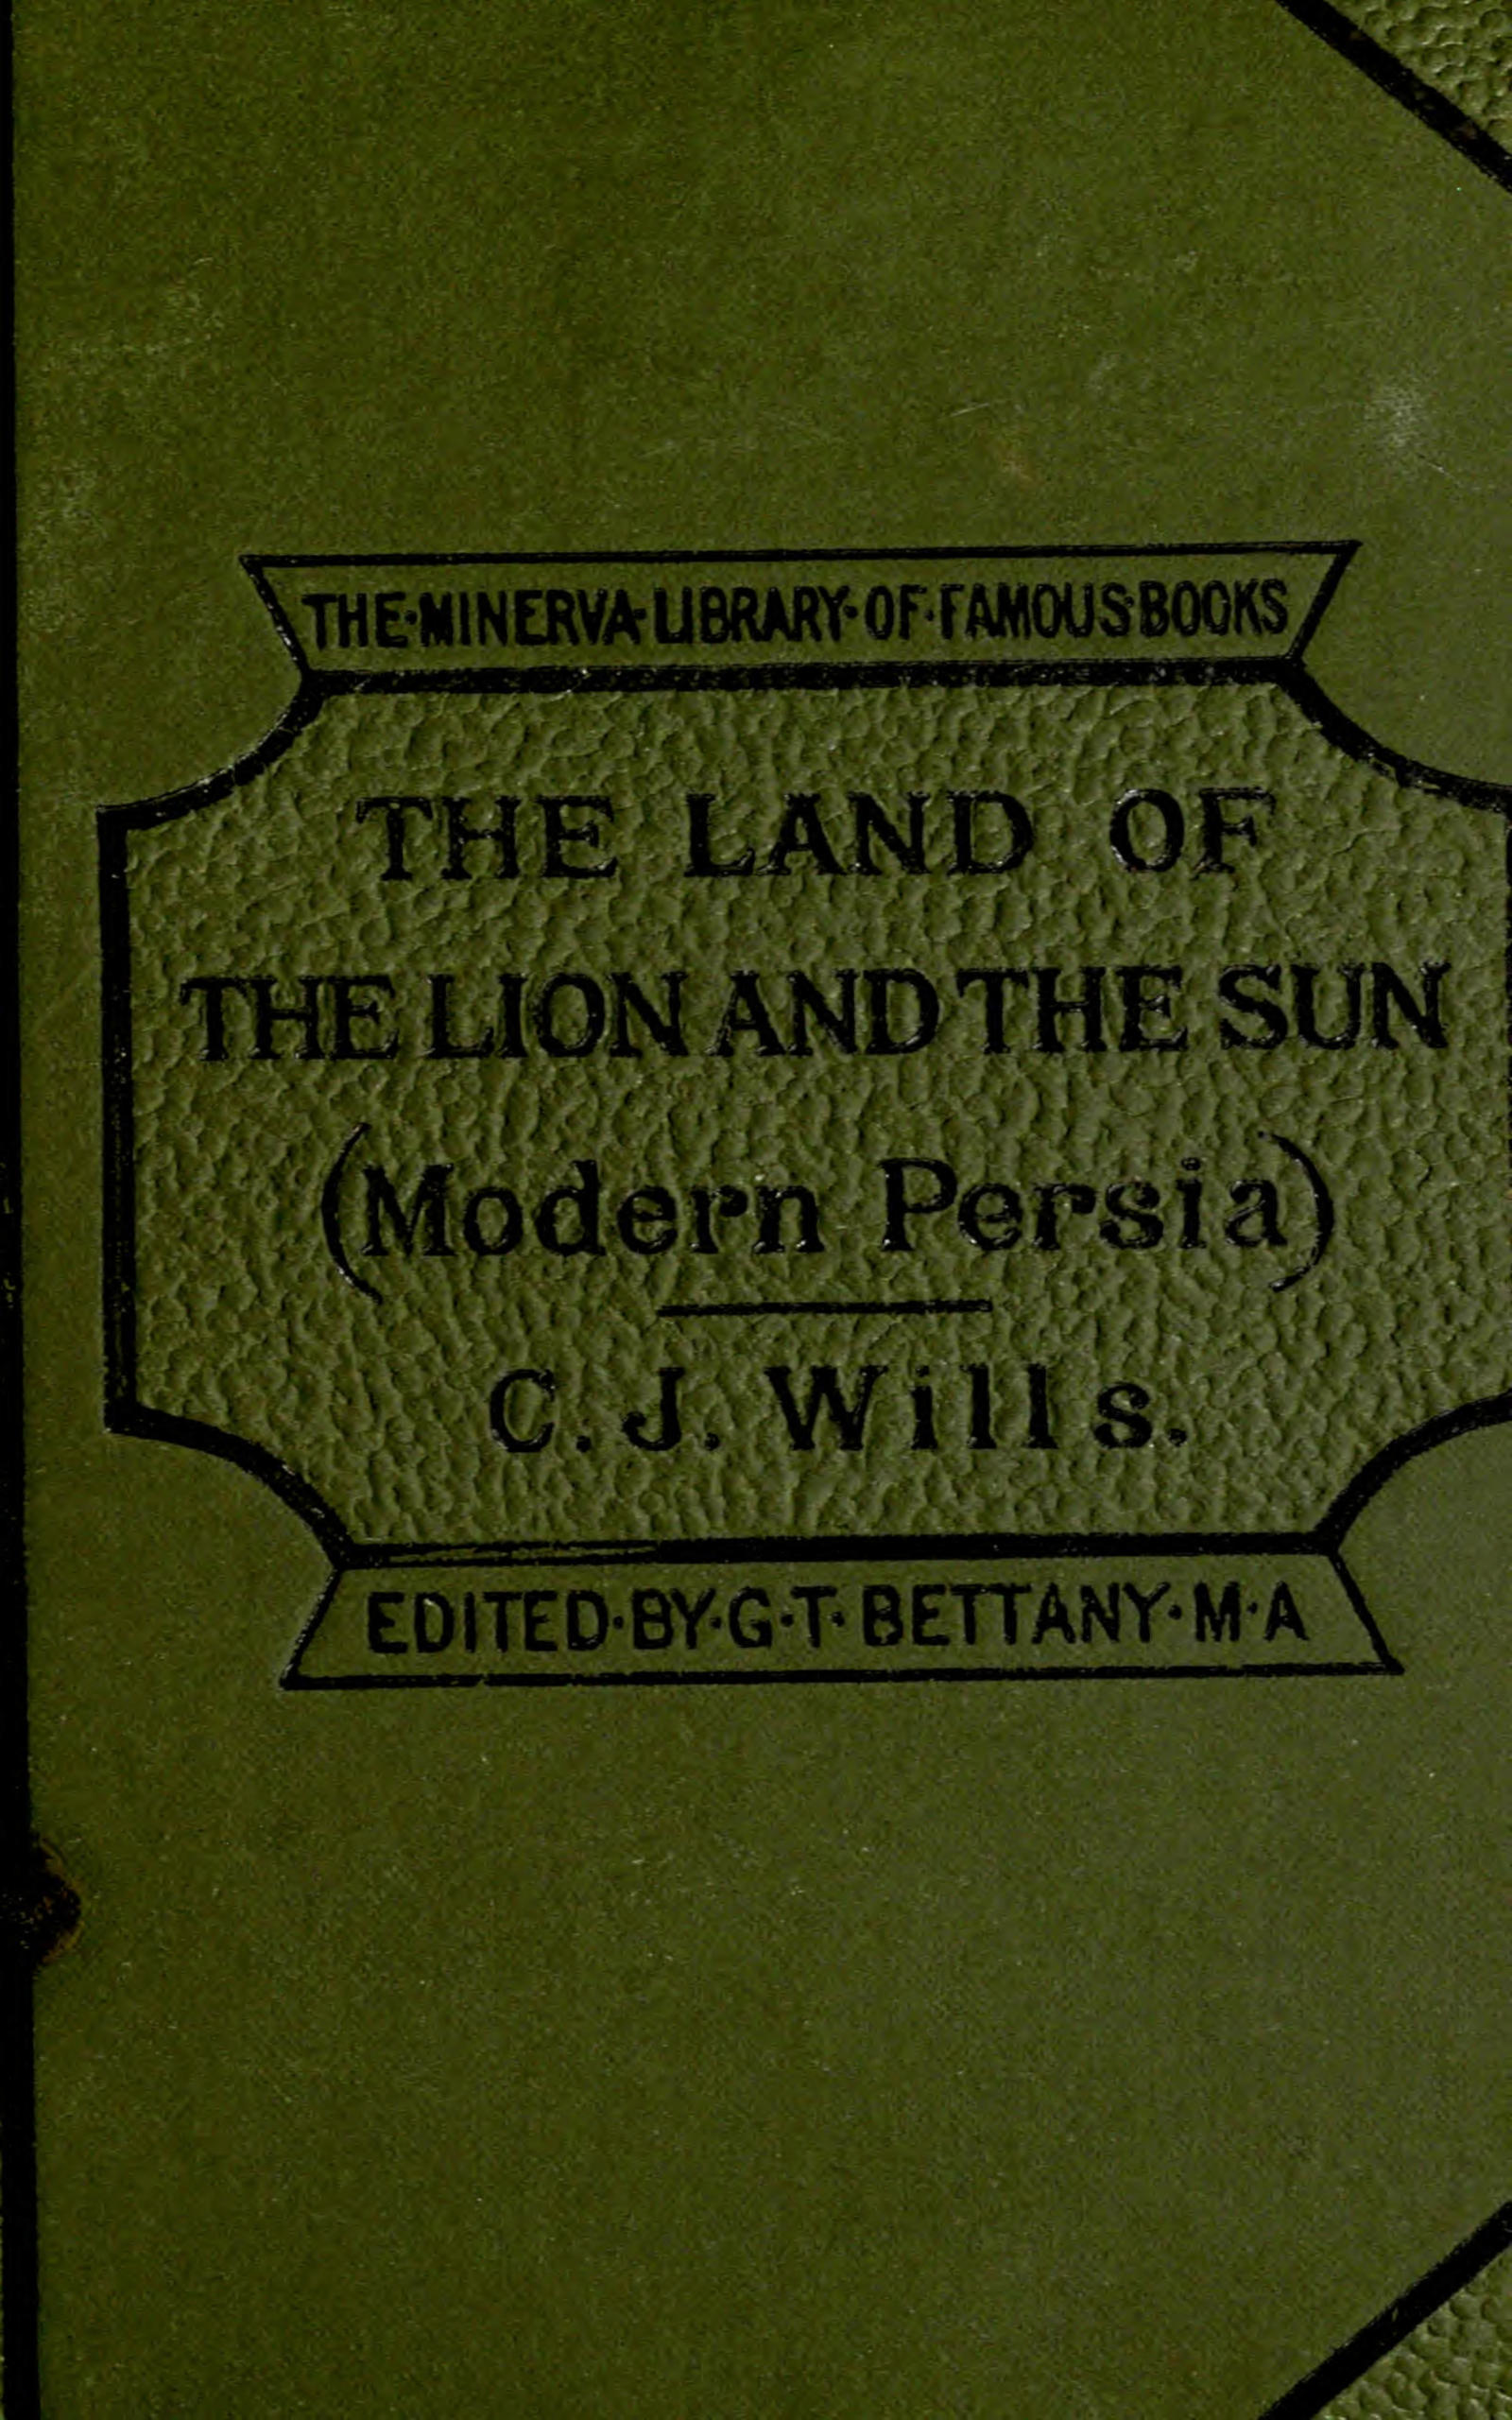 THE·MINERVA·LIBRARY·OF·FAMOUS·BOOKS
THE LAND OF
THE LION AND THE SUN
(Modern Persia)
C. J. Wills.
EDITED·BY·G·T·BETTANY·M·A